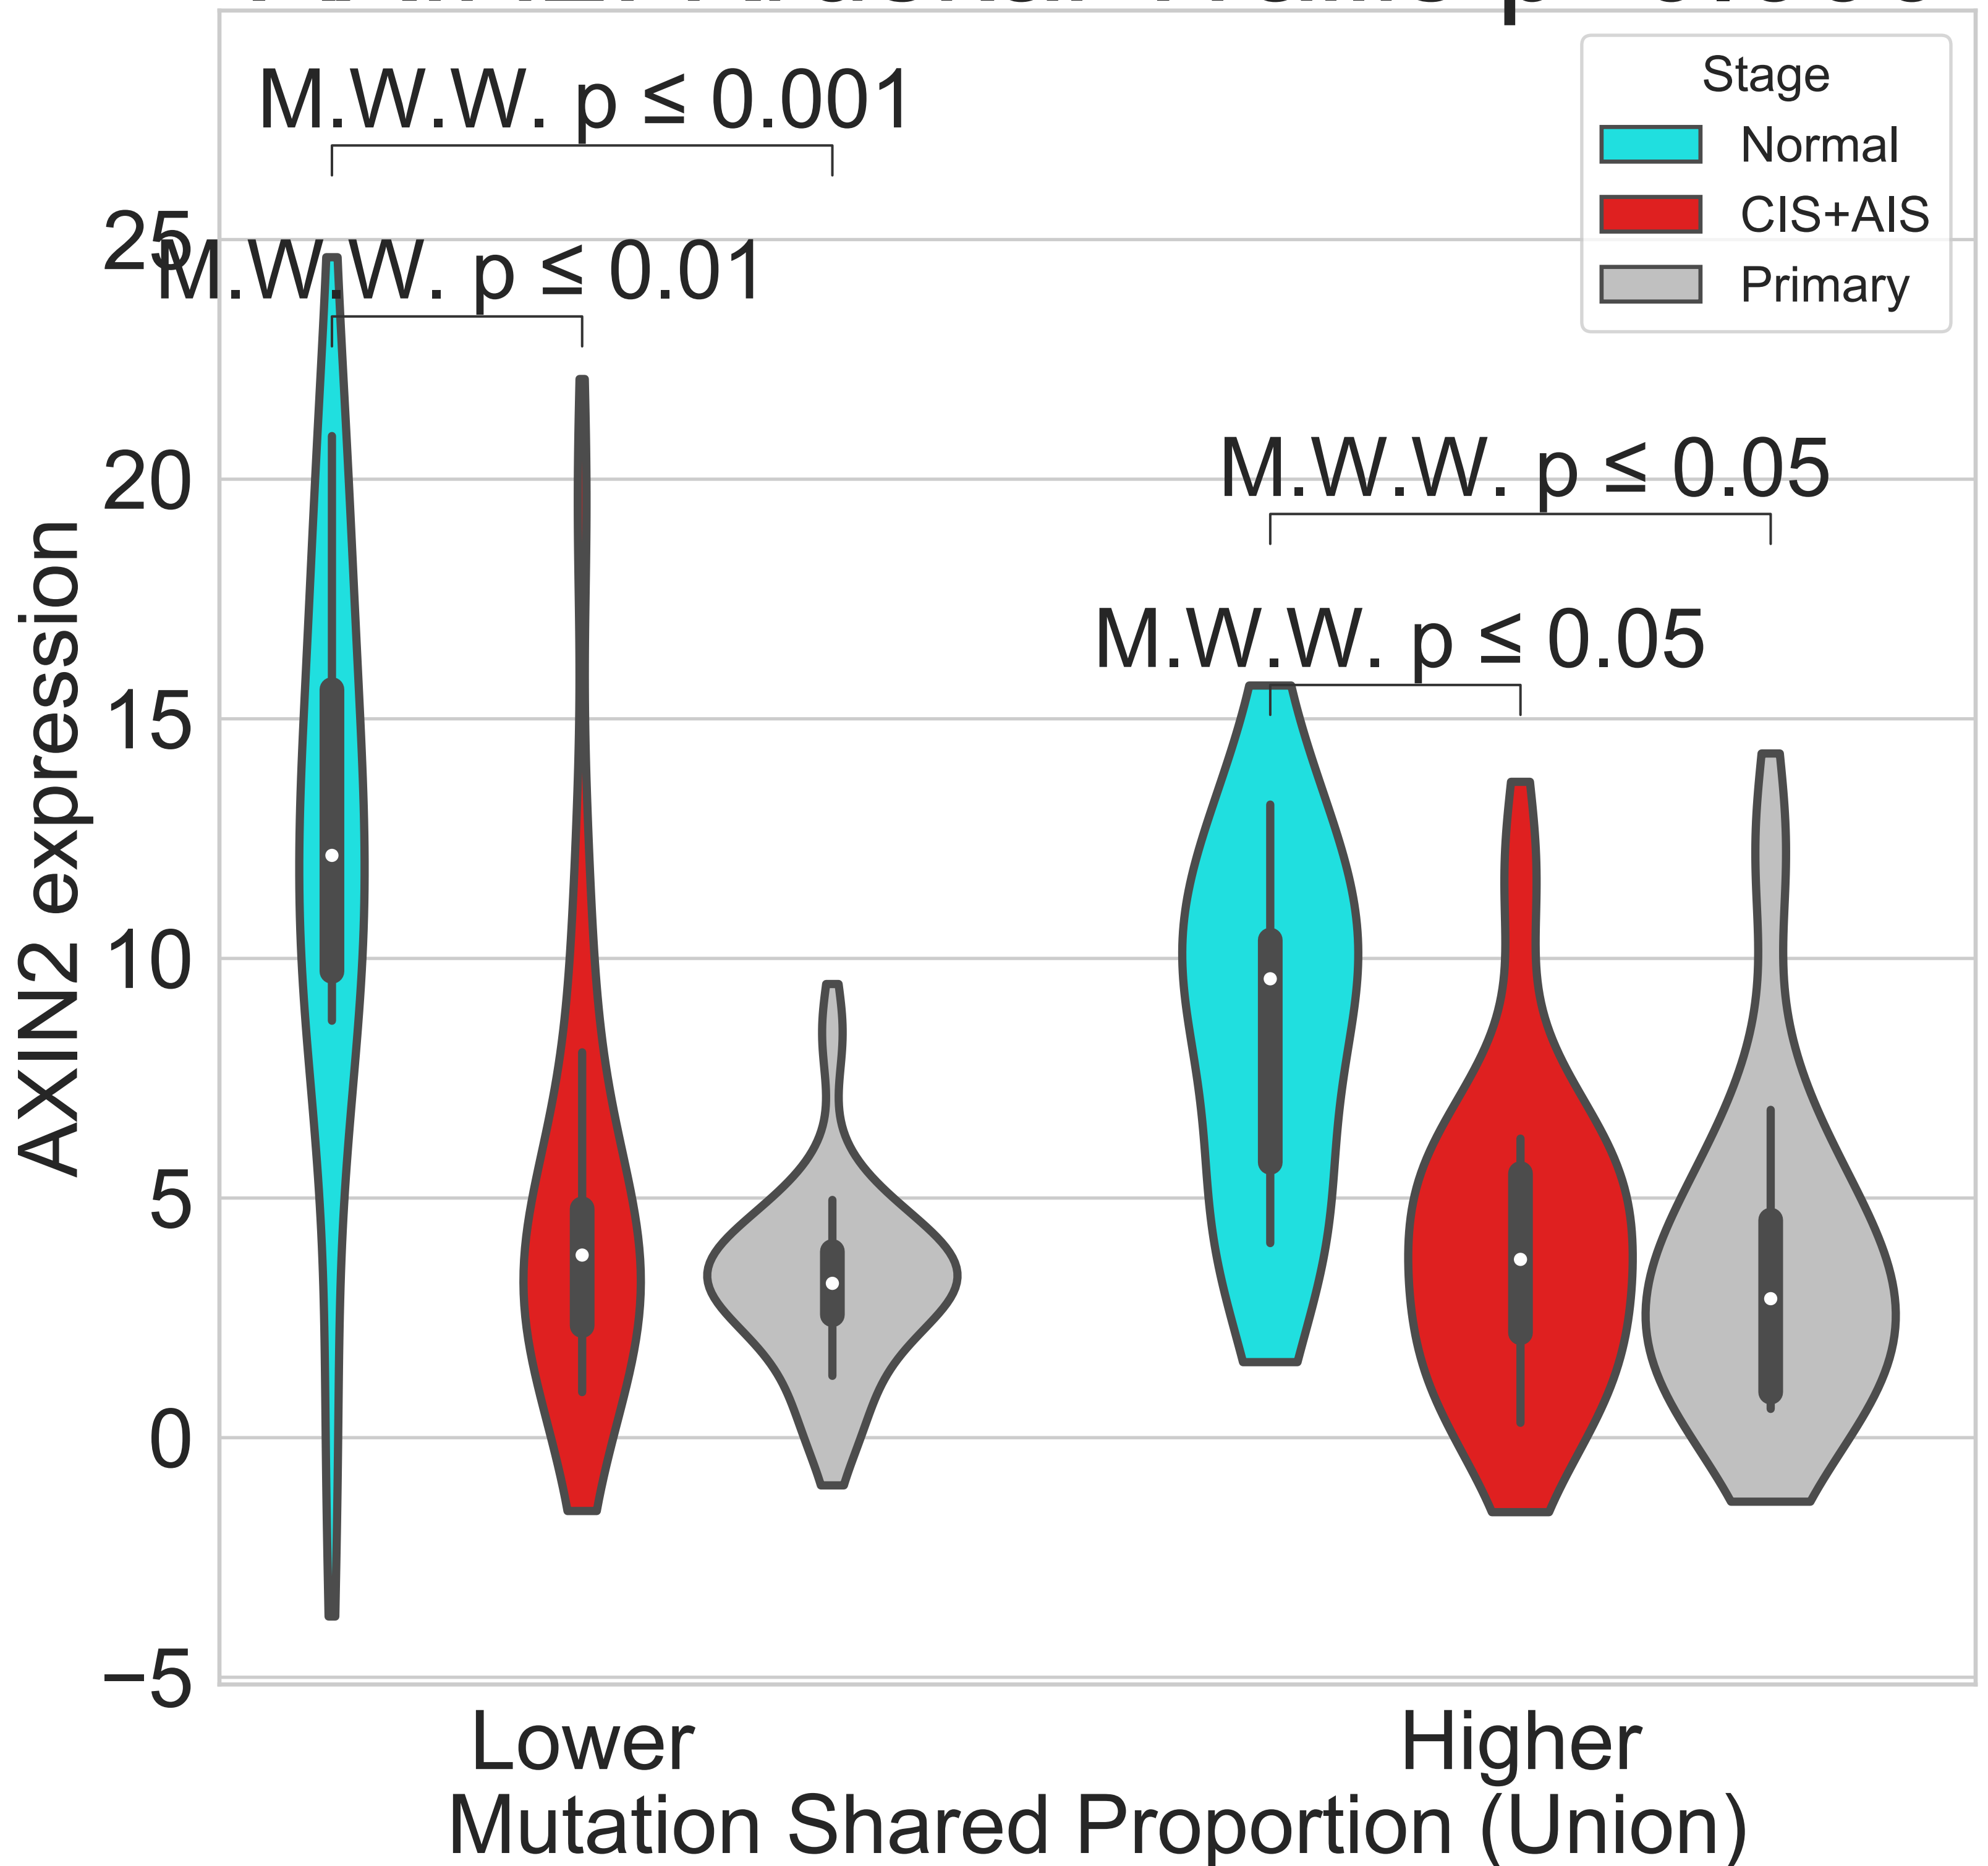 M.W.W. p ≤ 0.001
Stage
Normal
CIS+AIS
Primary
25
M.W.W. p ≤ 0.01
20
M.W.W. p ≤ 0.05
M.W.W. p ≤ 0.05
15
10
5
0
−5
AXIN2 expression
Lower
Higher
Mutation Shared Proportion (Union)